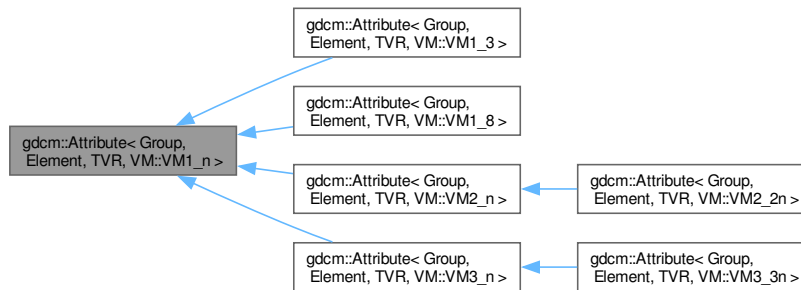 gdcm::Attribute< Group,
Element, TVR, VM::VM1_3 >
gdcm::Attribute< Group,
Element, TVR, VM::VM1_8 >
gdcm::Attribute< Group,
Element, TVR, VM::VM1_n >
gdcm::Attribute< Group,
Element, TVR, VM::VM2_n >
gdcm::Attribute< Group,
Element, TVR, VM::VM2_2n >
gdcm::Attribute< Group,
Element, TVR, VM::VM3_n >
gdcm::Attribute< Group,
Element, TVR, VM::VM3_3n >